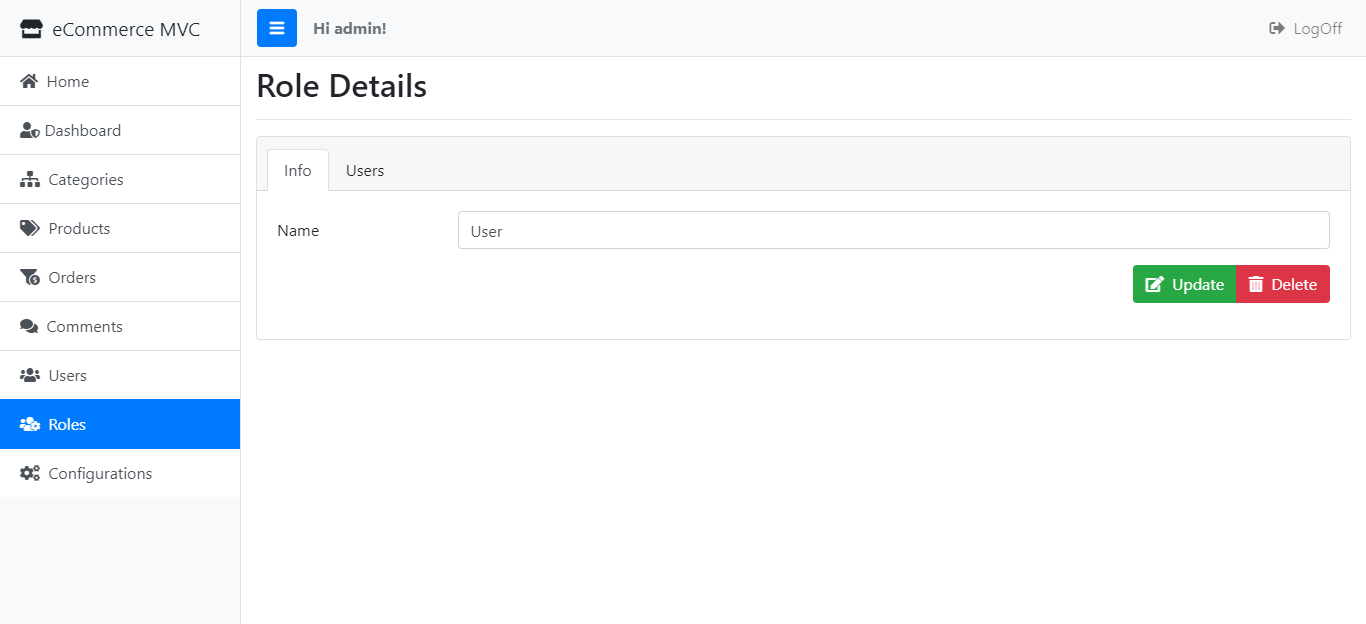 eCommerce MVC
Hi admin!
LogOff
Home
Dashboard
Categories
Products
Orders
Comments
Users
Roles
Configurations
Role Details
Info
Users
Name
User
Update
Delete